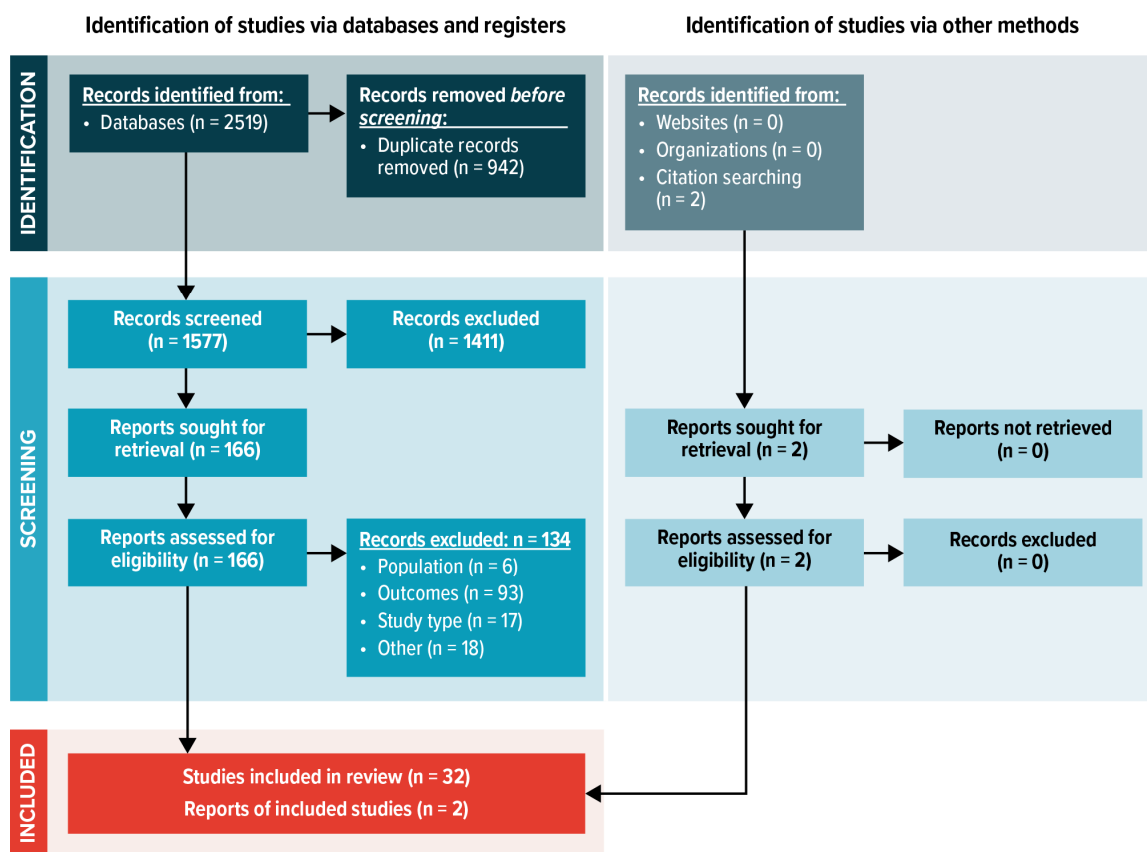 Identification of studies via databases and registers
Identification of studies via other methods
IDENTIFICATION
Records identified from:
• Databases (n = 2519)
Records removed before
screening:
• Duplicate records
removed (n = 942)
Records identified from:
• Websites (n = 0)
• Organizations (n = 0)
• Citation searching
(n = 2)
SCREENING
Records screened
(n = 1577)
Records excluded
(n = 1411)
Reports sought for
retrieval (n = 166)
Reports sought for
retrieval (n = 2)
Reports not retrieved
(n = 0)
Reports assessed for
eligibility (n = 166)
Records excluded: n = 134
• Population (n = 6)
• Outcomes (n = 93)
• Study type (n = 17)
• Other (n = 18)
Reports assessed for
eligibility (n = 2)
Records excluded
(n = 0)
INCLUDED
Studies included in review (n = 32)
Reports of included studies (n = 2)